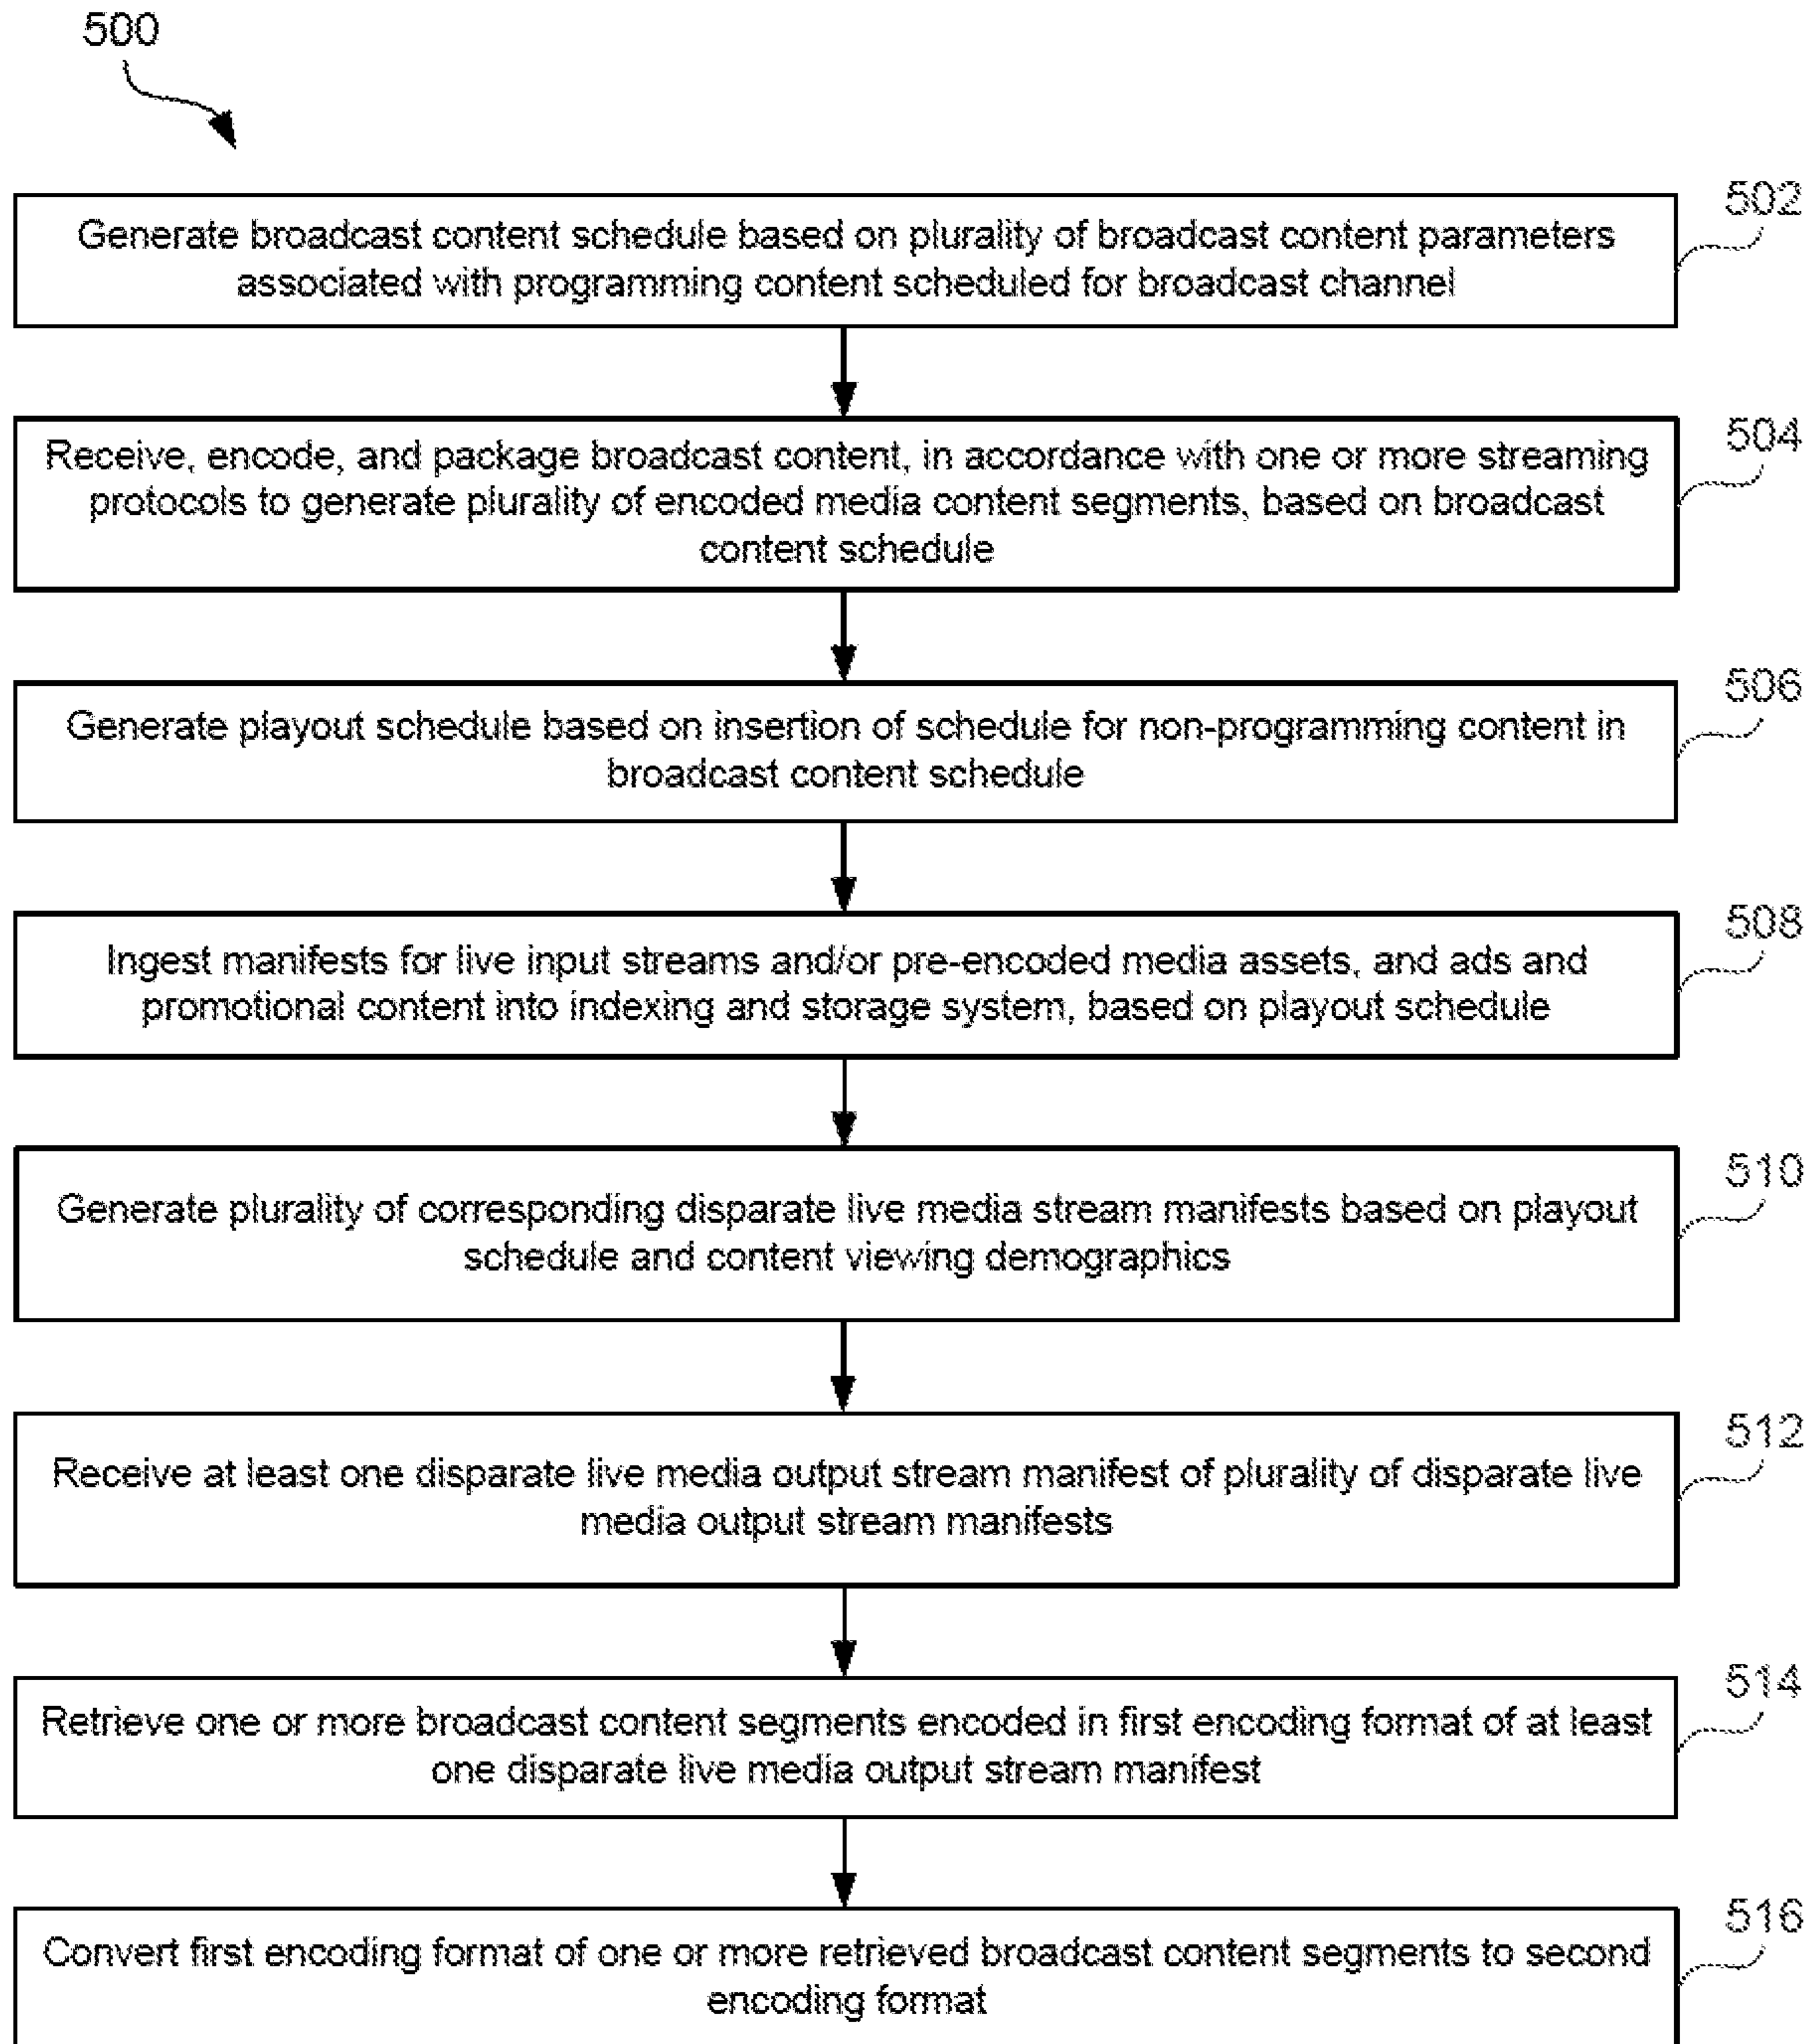 500
502
Generate broadcast content schedule based on plurality of broadcast content parameters
associated with programming content scheduled for broadcast channel
504
Receive, encode, and package broadcast content, in accordance with one or more streaming
protocols to generate plurality of encoded media content segments, based on broadcast
content schedule
506
Generate playout schedule based on insertion of schedule for non-programming content in
broadcast content schedule
508
Ingest manifests for live input streams and/or pre-encoded media assets, and ads and
promotional content into indexing and storage system, based on playout schedule
510
Generate plurality of corresponding disparate live media stream manifests based on playout
schedule and content viewing demographics
512
Receive at least one disparate live media output stream manifest of plurality of disparate live
media output stream manifests
514
Retrieve one or more broadcast content segments encoded in first encoding format of at least
one disparate live media output stream manifest
516
Convert first encoding format of one or more retrieved broadcast content segments to second
encoding format